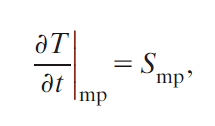 ∂T/∂t|mp = Smp,